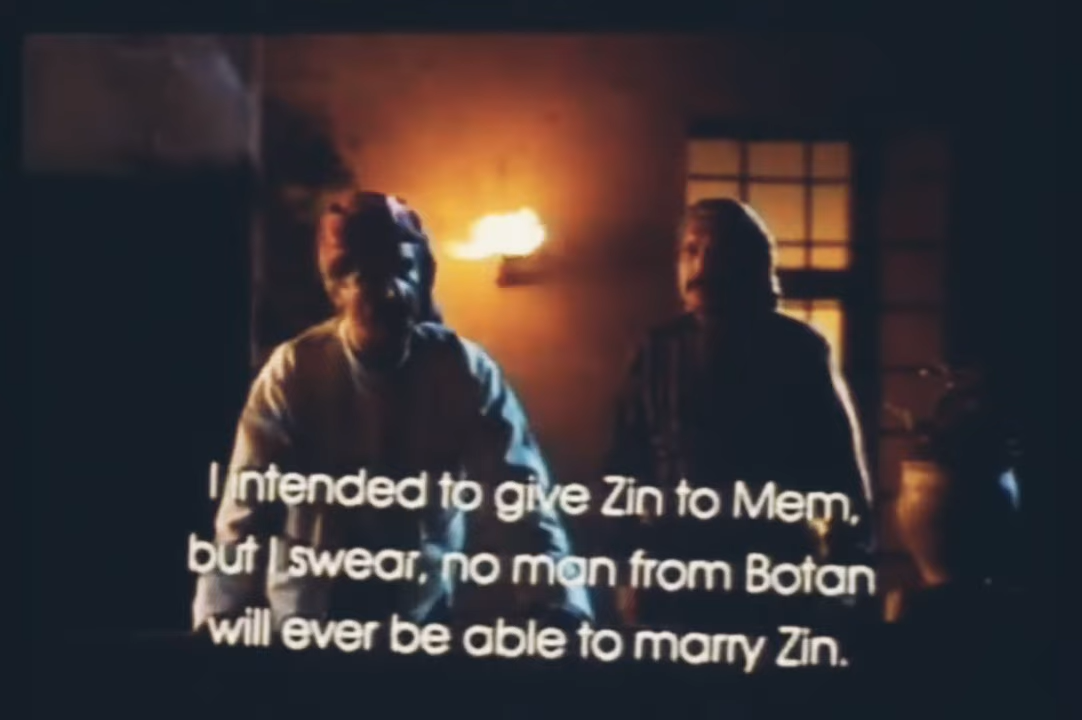 I intended to give Zin to Mem,
but I swear, no man from Botan
will ever be able to marry Zin.